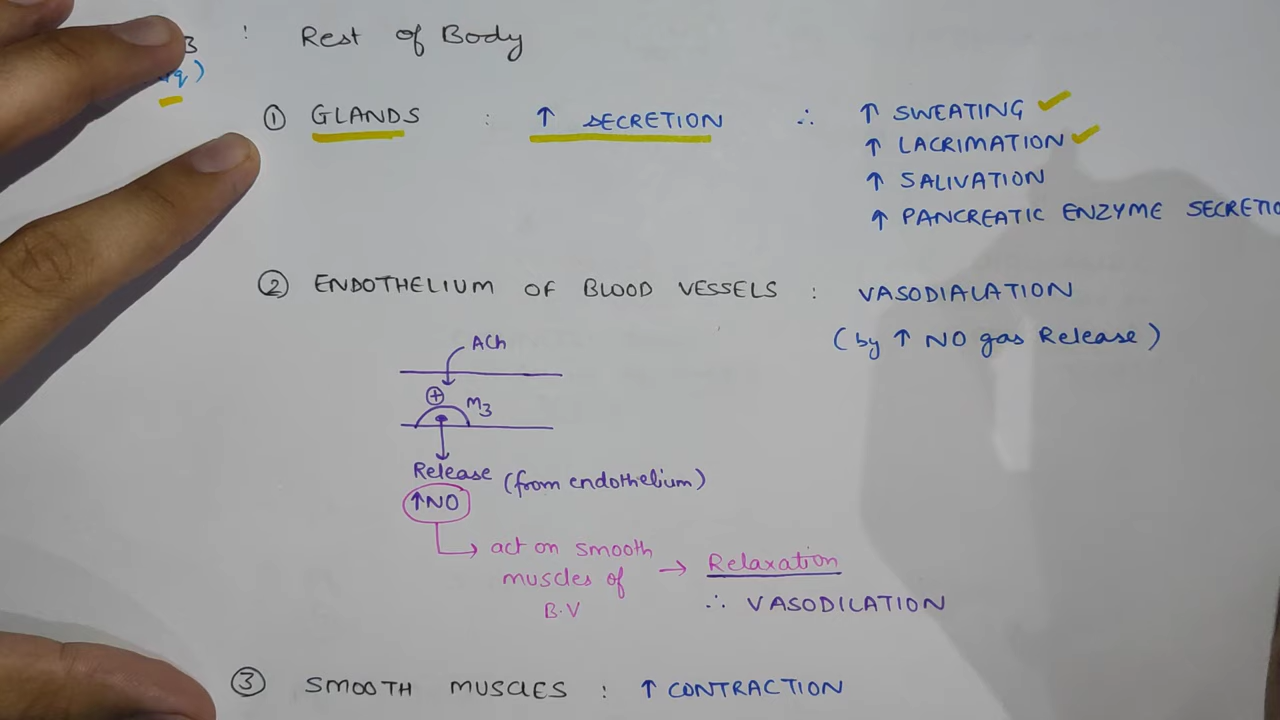 3 : Rest of Body
q)
① GLANDS : ↑ SECRETION ∴ ↑ SWEATING ✓
↑ LACRIMATION ✓
↑ SALIVATION
↑ PANCREATIC ENZYME SECRETIO
② ENDOTHELIUM OF BLOOD VESSELS : VASODIALATION
(by ↑ NO gas Release)
ACh
⊕ M3
Release (from endothelium)
↑NO
act on smooth muscles of B.V → Relaxation
∴ VASODILATION
③ SMOOTH MUSCLES : ↑ CONTRACTION